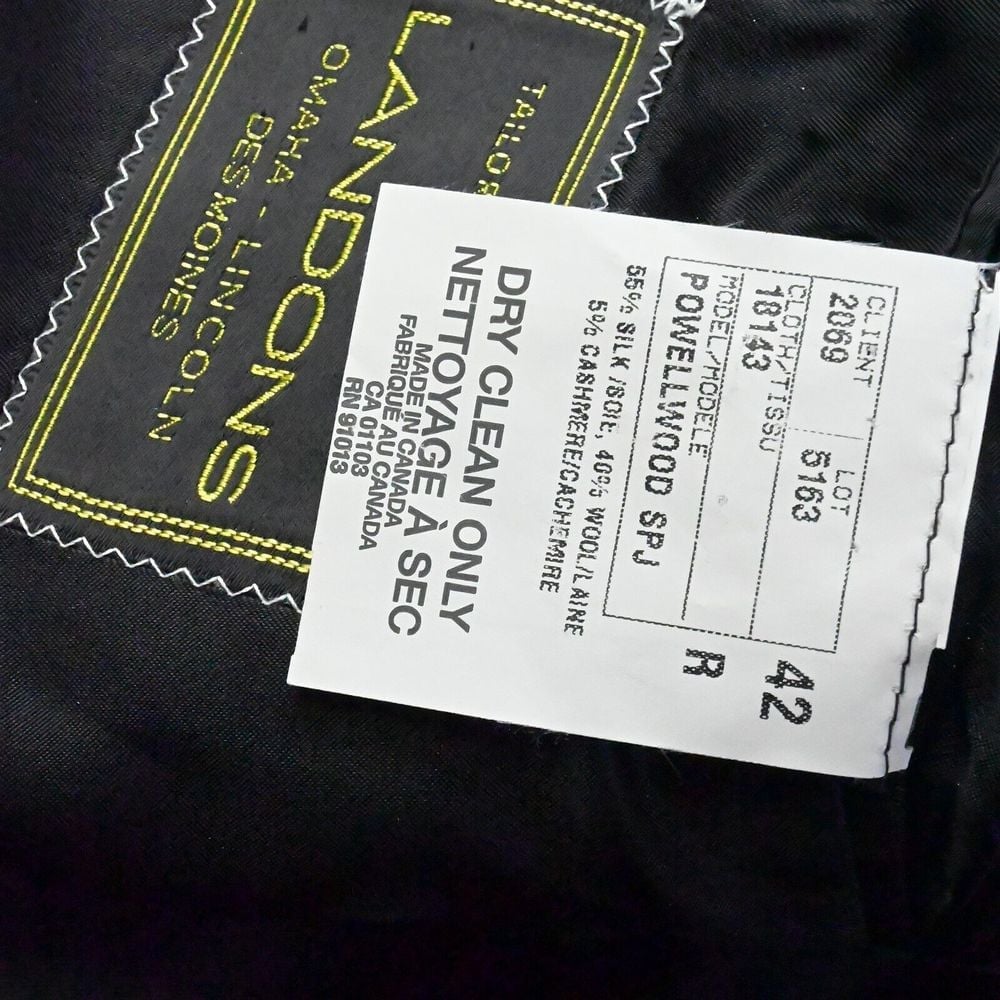 TAILOR
LANDONS
OMAHA - LINCOLN
DES MOINES
CLIENT LOT
2069 5163
CLOTH/TISSU
18143
MODEL/MODELE
POWELLWOOD SPJ
42
R
55% SILK/SOIE, 40% WOOL/LAINE
5% CASHMERE/CACHEMIRE
DRY CLEAN ONLY
NETTOYAGE À SEC
MADE IN CANADA
FABRIQUÉ AU CANADA
CA 01103
RN 91013